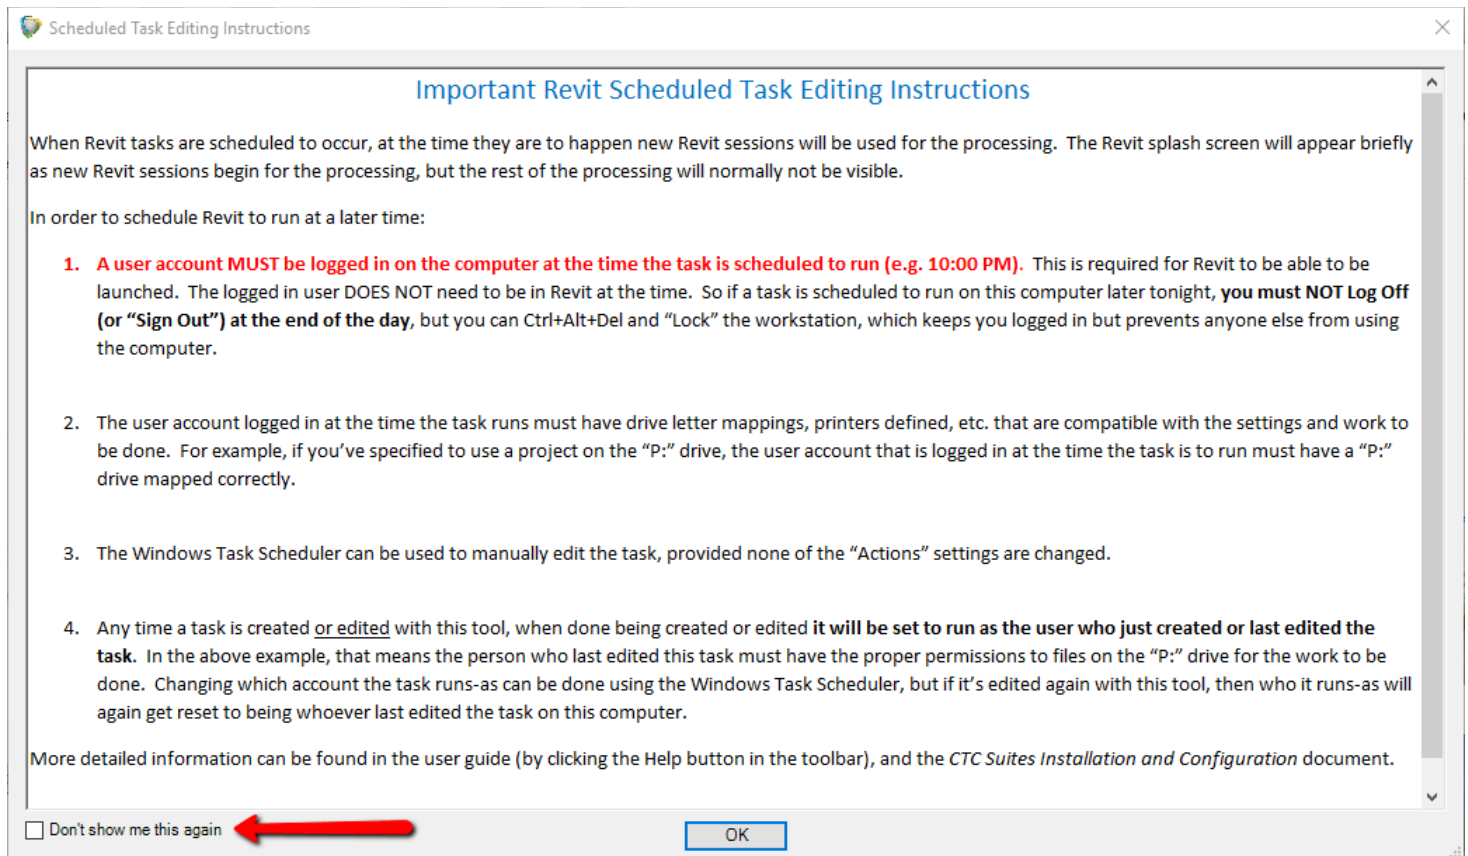 Scheduled Task Editing Instructions
Important Revit Scheduled Task Editing Instructions
When Revit tasks are scheduled to occur, at the time they are to happen new Revit sessions will be used for the processing.  The Revit splash screen will appear briefly
as new Revit sessions begin for the processing, but the rest of the processing will normally not be visible.
In order to schedule Revit to run at a later time:
1. A user account MUST be logged in on the computer at the time the task is scheduled to run (e.g. 10:00 PM).  This is required for Revit to be able to be
launched.  The logged in user DOES NOT need to be in Revit at the time.  So if a task is scheduled to run on this computer later tonight, you must NOT Log Off
(or “Sign Out”) at the end of the day, but you can Ctrl+Alt+Del and “Lock” the workstation, which keeps you logged in but prevents anyone else from using
the computer.
2. The user account logged in at the time the task runs must have drive letter mappings, printers defined, etc. that are compatible with the settings and work to
be done.  For example, if you’ve specified to use a project on the “P:” drive, the user account that is logged in at the time the task is to run must have a “P:”
drive mapped correctly.
3. The Windows Task Scheduler can be used to manually edit the task, provided none of the “Actions” settings are changed.
4. Any time a task is created or edited with this tool, when done being created or edited it will be set to run as the user who just created or last edited the
task.  In the above example, that means the person who last edited this task must have the proper permissions to files on the “P:” drive for the work to be
done.  Changing which account the task runs-as can be done using the Windows Task Scheduler, but if it’s edited again with this tool, then who it runs-as will
again get reset to being whoever last edited the task on this computer.
More detailed information can be found in the user guide (by clicking the Help button in the toolbar), and the CTC Suites Installation and Configuration document.
Don't show me this again
OK